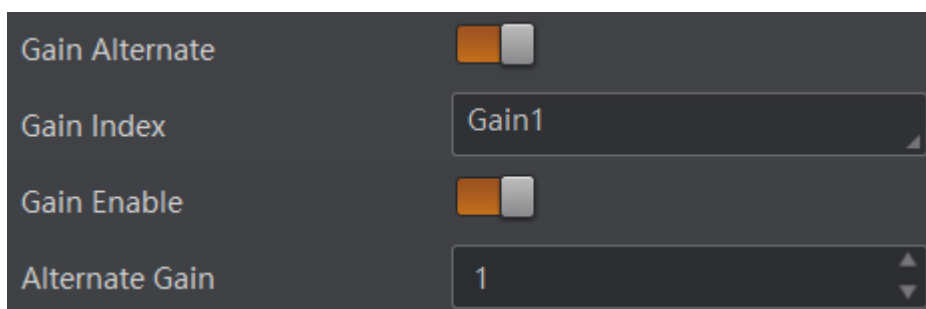 Gain Alternate
Gain Index Gain1
Gain Enable
Alternate Gain 1